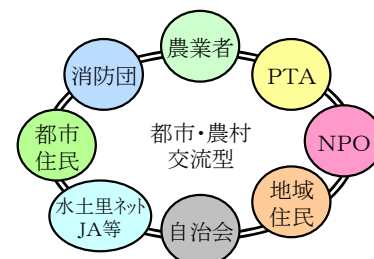 農業者
消防団
PTA
都市
住民
都市・農村
交流型
NPO
水土里ネット
JA等
地域
住民
自治会